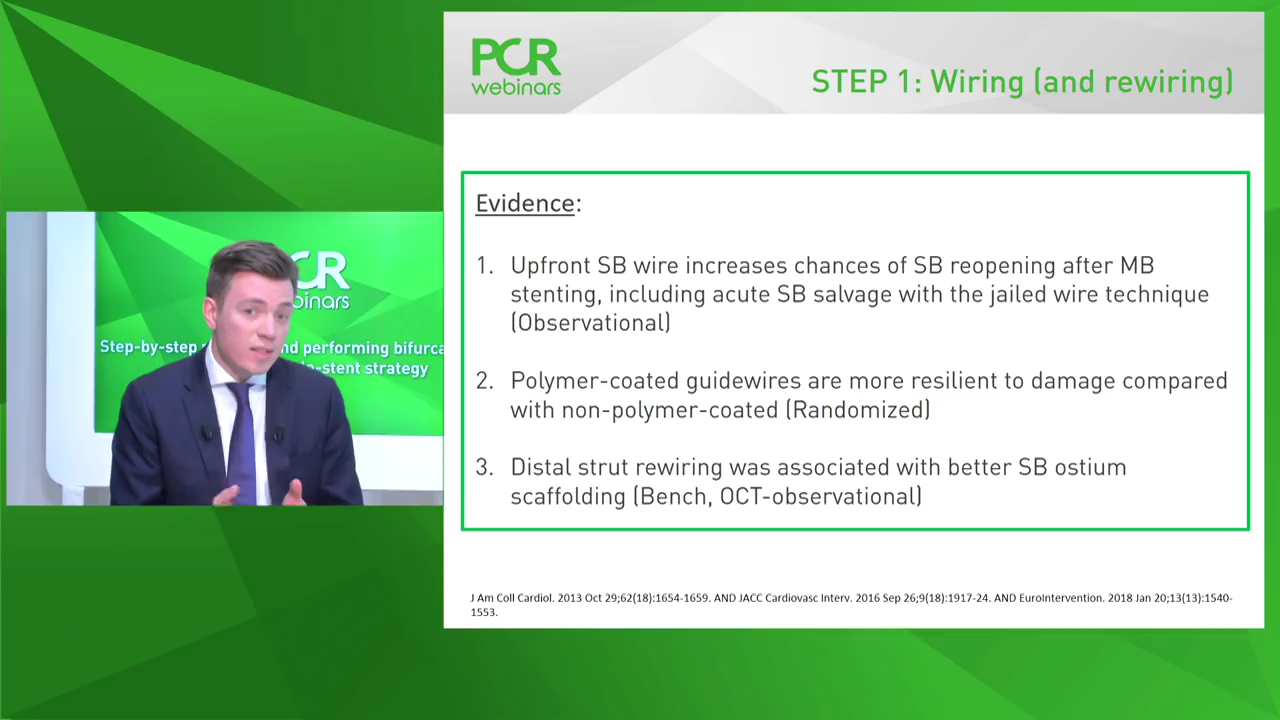 PCR
webinars
STEP 1: Wiring (and rewiring)
Evidence:
1. Upfront SB wire increases chances of SB reopening after MB
stenting, including acute SB salvage with the jailed wire technique
(Observational)
2. Polymer-coated guidewires are more resilient to damage compared
with non-polymer-coated (Randomized)
3. Distal strut rewiring was associated with better SB ostium
scaffolding (Bench, OCT-observational)
J Am Coll Cardiol. 2013 Oct 29;62(18):1654-1659. AND JACC Cardiovasc Interv. 2016 Sep 26;9(18):1917-24. AND EuroIntervention. 2018 Jan 20;13(13):1540-
1553.
PCR
binars
Step-by-step nd performing bifurca
-stent strategy